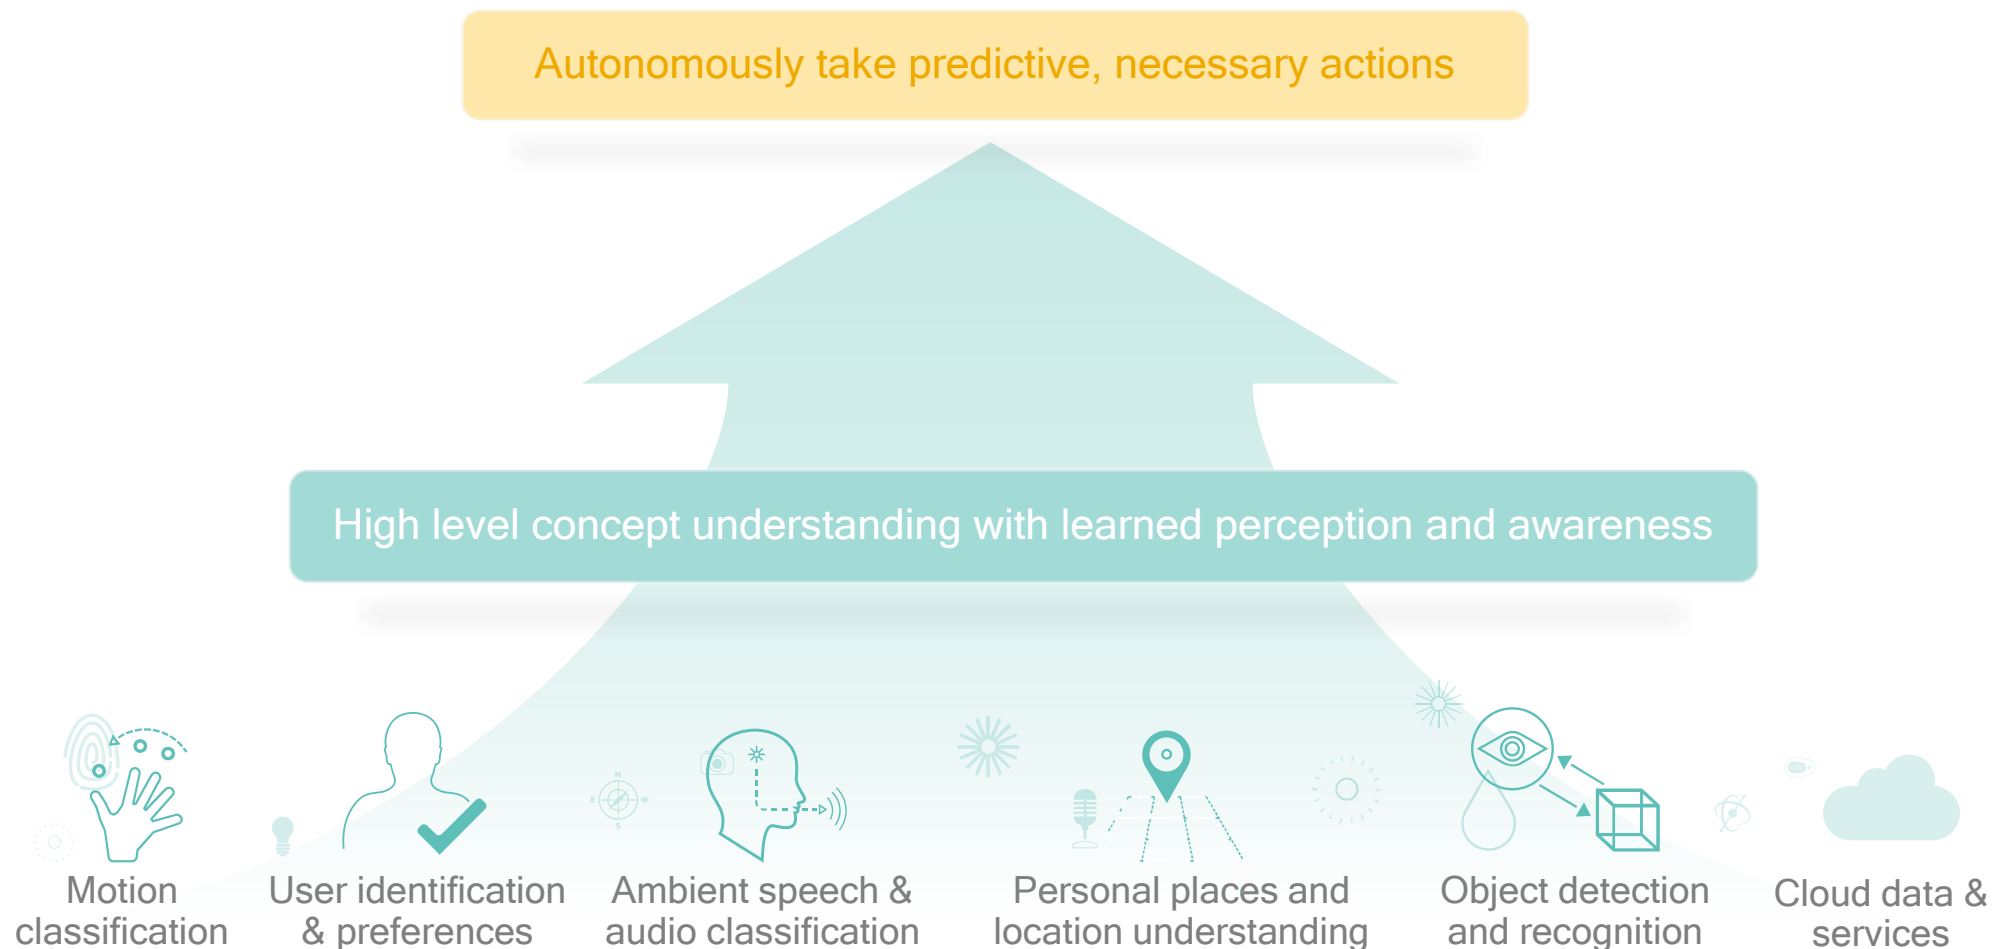 Autonomously take predictive, necessary actions
High level concept understanding with learned perception and awareness
N
E W
S
Motion
classification
User identification
& preferences
Ambient speech &
audio classification
Personal places and
location understanding
Object detection
and recognition
Cloud data &
services